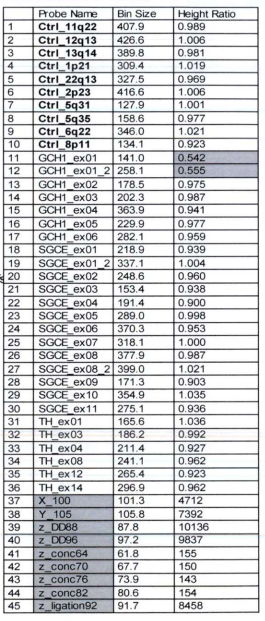 Probe Name Bin Size Height Ratio
1 Ctrl_11q22 407.9 0.989
2 Ctrl_12q13 426.6 1.006
3 Ctrl_13q14 389.8 0.981
4 Ctrl_1p21 309.4 1.019
5 Ctrl_22q13 327.5 0.969
6 Ctrl_2p23 416.6 1.006
7 Ctrl_5q31 127.9 1.001
8 Ctrl_5q35 158.6 0.977
9 Ctrl_6q22 346.0 1.021
10 Ctrl_8p11 134.1 0.923
11 GCH1_ex01 141.0 0.542
12 GCH1_ex01_2 258.1 0.555
13 GCH1_ex02 178.5 0.975
14 GCH1_ex03 202.3 0.987
15 GCH1_ex04 363.9 0.941
16 GCH1_ex05 229.9 0.977
17 GCH1_ex06 282.1 0.959
18 SGCE_ex01 218.9 0.939
19 SGCE_ex01_2 337.1 1.004
20 SGCE_ex02 248.6 0.960
21 SGCE_ex03 153.4 0.938
22 SGCE_ex04 191.4 0.900
23 SGCE_ex05 289.0 0.998
24 SGCE_ex06 370.3 0.953
25 SGCE_ex07 318.1 1.000
26 SGCE_ex08 377.9 0.987
27 SGCE_ex08_2 399.0 1.021
28 SGCE_ex09 171.3 0.903
29 SGCE_ex10 354.9 1.035
30 SGCE_ex11 275.1 0.936
31 TH_ex01 165.6 1.036
32 TH_ex03 186.2 0.992
33 TH_ex04 211.4 0.927
34 TH_ex08 241.1 0.962
35 TH_ex12 265.4 0.923
36 TH_ex14 296.9 0.962
37 X_100 101.3 4712
38 Y_105 105.8 7392
39 z_DD88 87.8 10136
40 z_DD96 97.2 9837
41 z_conc64 61.8 155
42 z_conc70 67.7 150
43 z_conc76 73.9 143
44 z_conc82 80.6 154
45 z_ligation92 91.7 8458